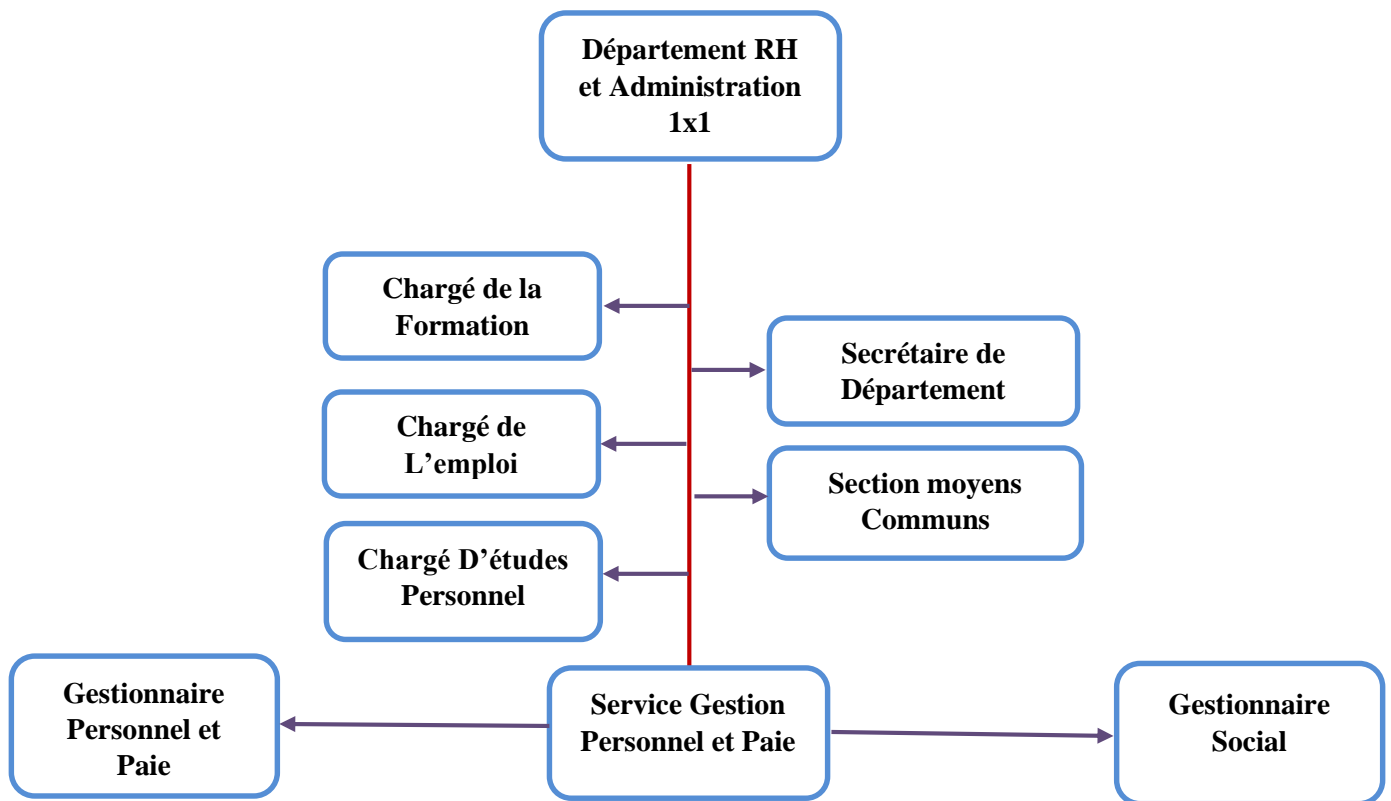 Département RH
et Administration
1x1
Chargé de la
Formation
Secrétaire de
Département
Chargé de
L’emploi
Section moyens
Communs
Chargé D’études
Personnel
Gestionnaire
Personnel et
Paie
Service Gestion
Personnel et Paie
Gestionnaire
Social